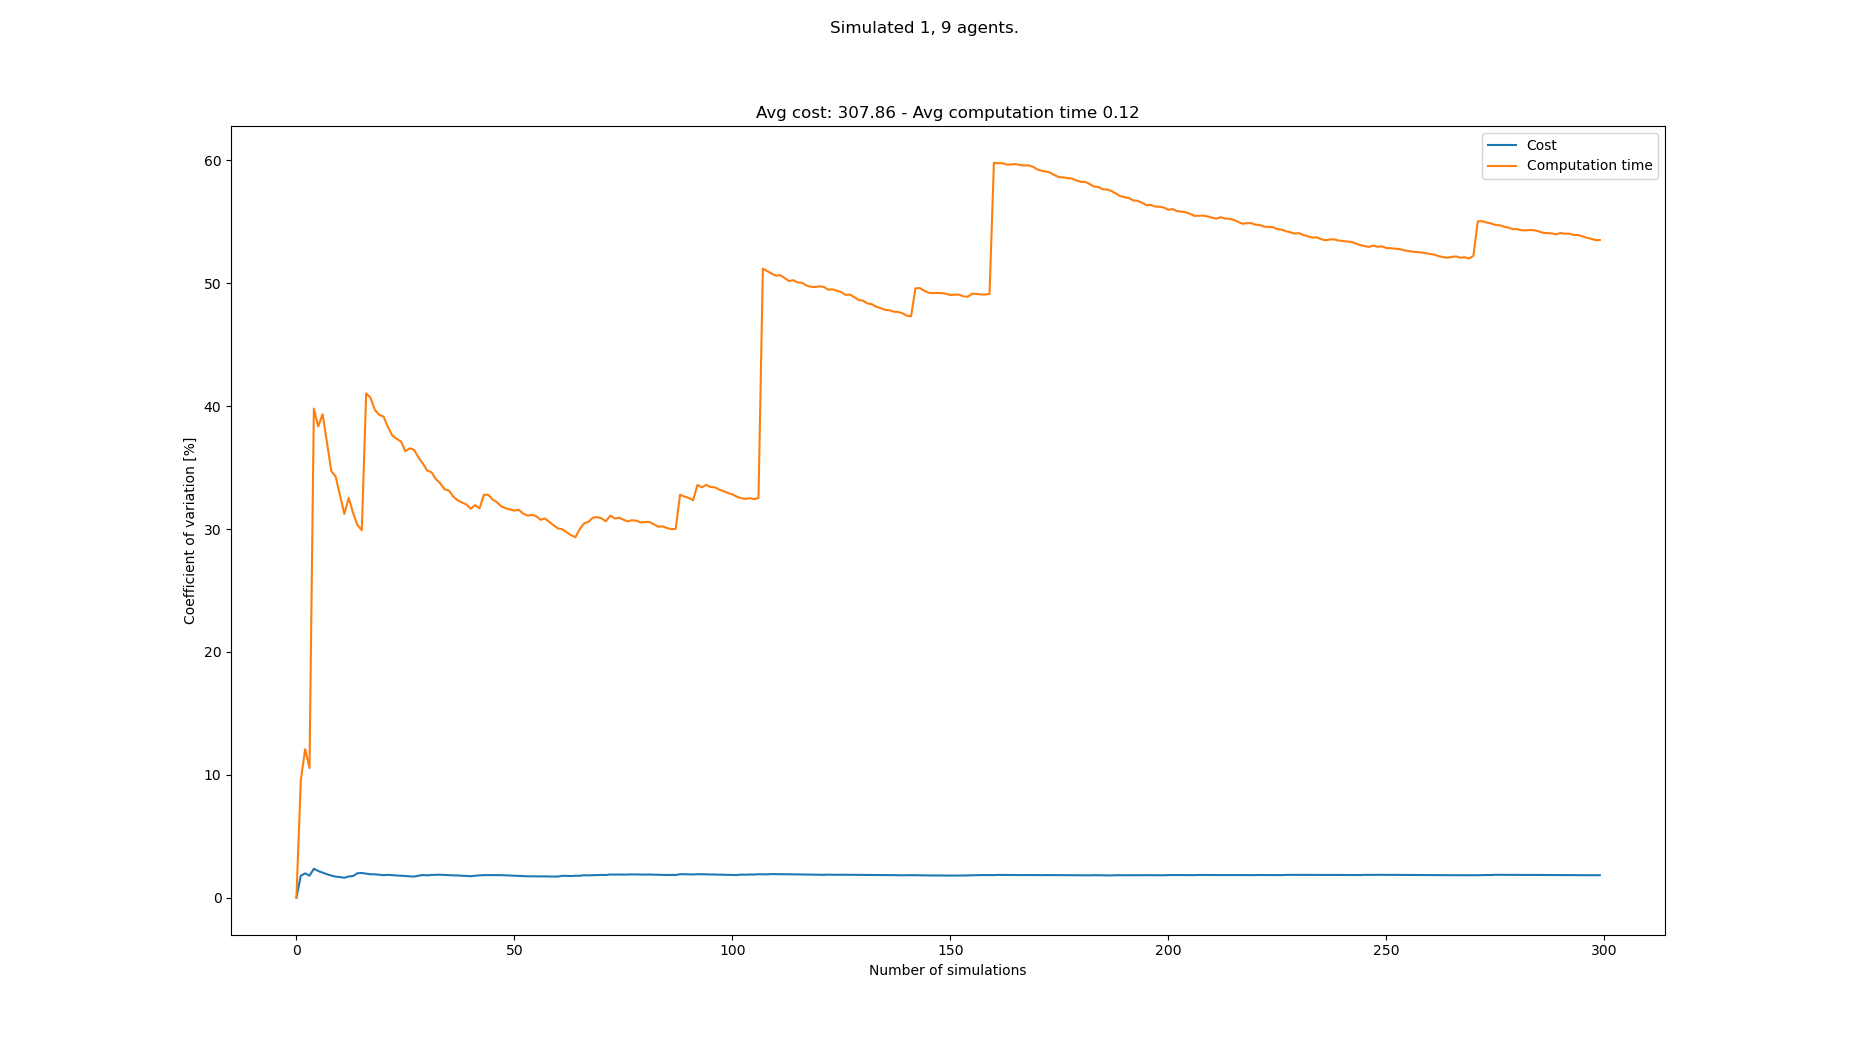 Simulated 1, 9 agents.
Avg cost: 307.86 - Avg computation time 0.12
Cost
Computation time
60
50
40
30
20
10
0
Coefficient of variation [%]
0 50 100 150 200 250 300
Number of simulations